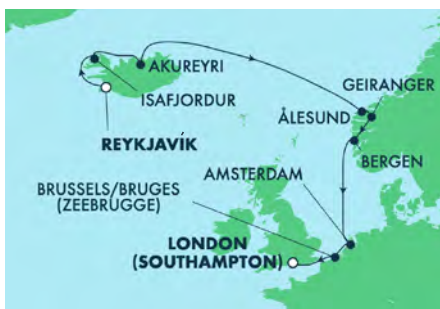 AKUREYRI
ISAFJORDUR
REYKJAVÍK
GEIRANGER
ÅLESUND
BERGEN
AMSTERDAM
BRUSSELS/BRUGES
(ZEEBRUGGE)
LONDON
(SOUTHAMPTON)